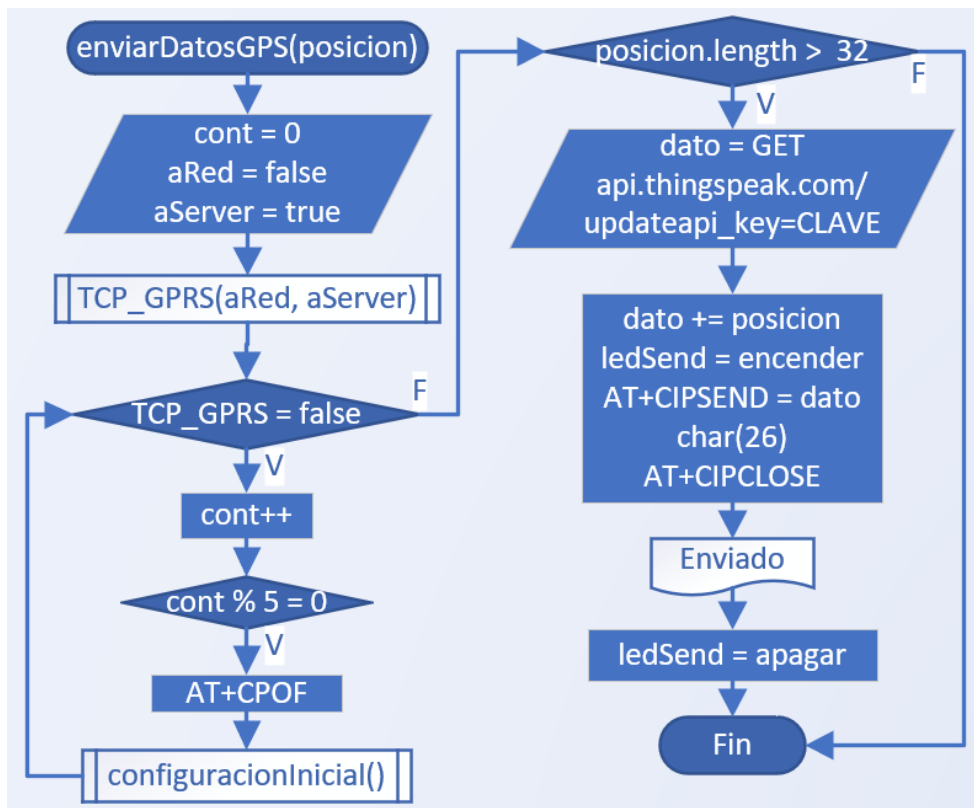 enviarDatosGPS(posicion)
cont = 0
aRed = false
aServer = true
TCP_GPRS(aRed, aServer)
TCP_GPRS = false
F
V
cont++
cont % 5 = 0
V
AT+CPOF
configuracionInicial()
posicion.length > 32
F
V
dato = GET
api.thingspeak.com/
updateapi_key=CLAVE
dato += posicion
ledSend = encender
AT+CIPSEND = dato
char(26)
AT+CIPCLOSE
Enviado
ledSend = apagar
Fin